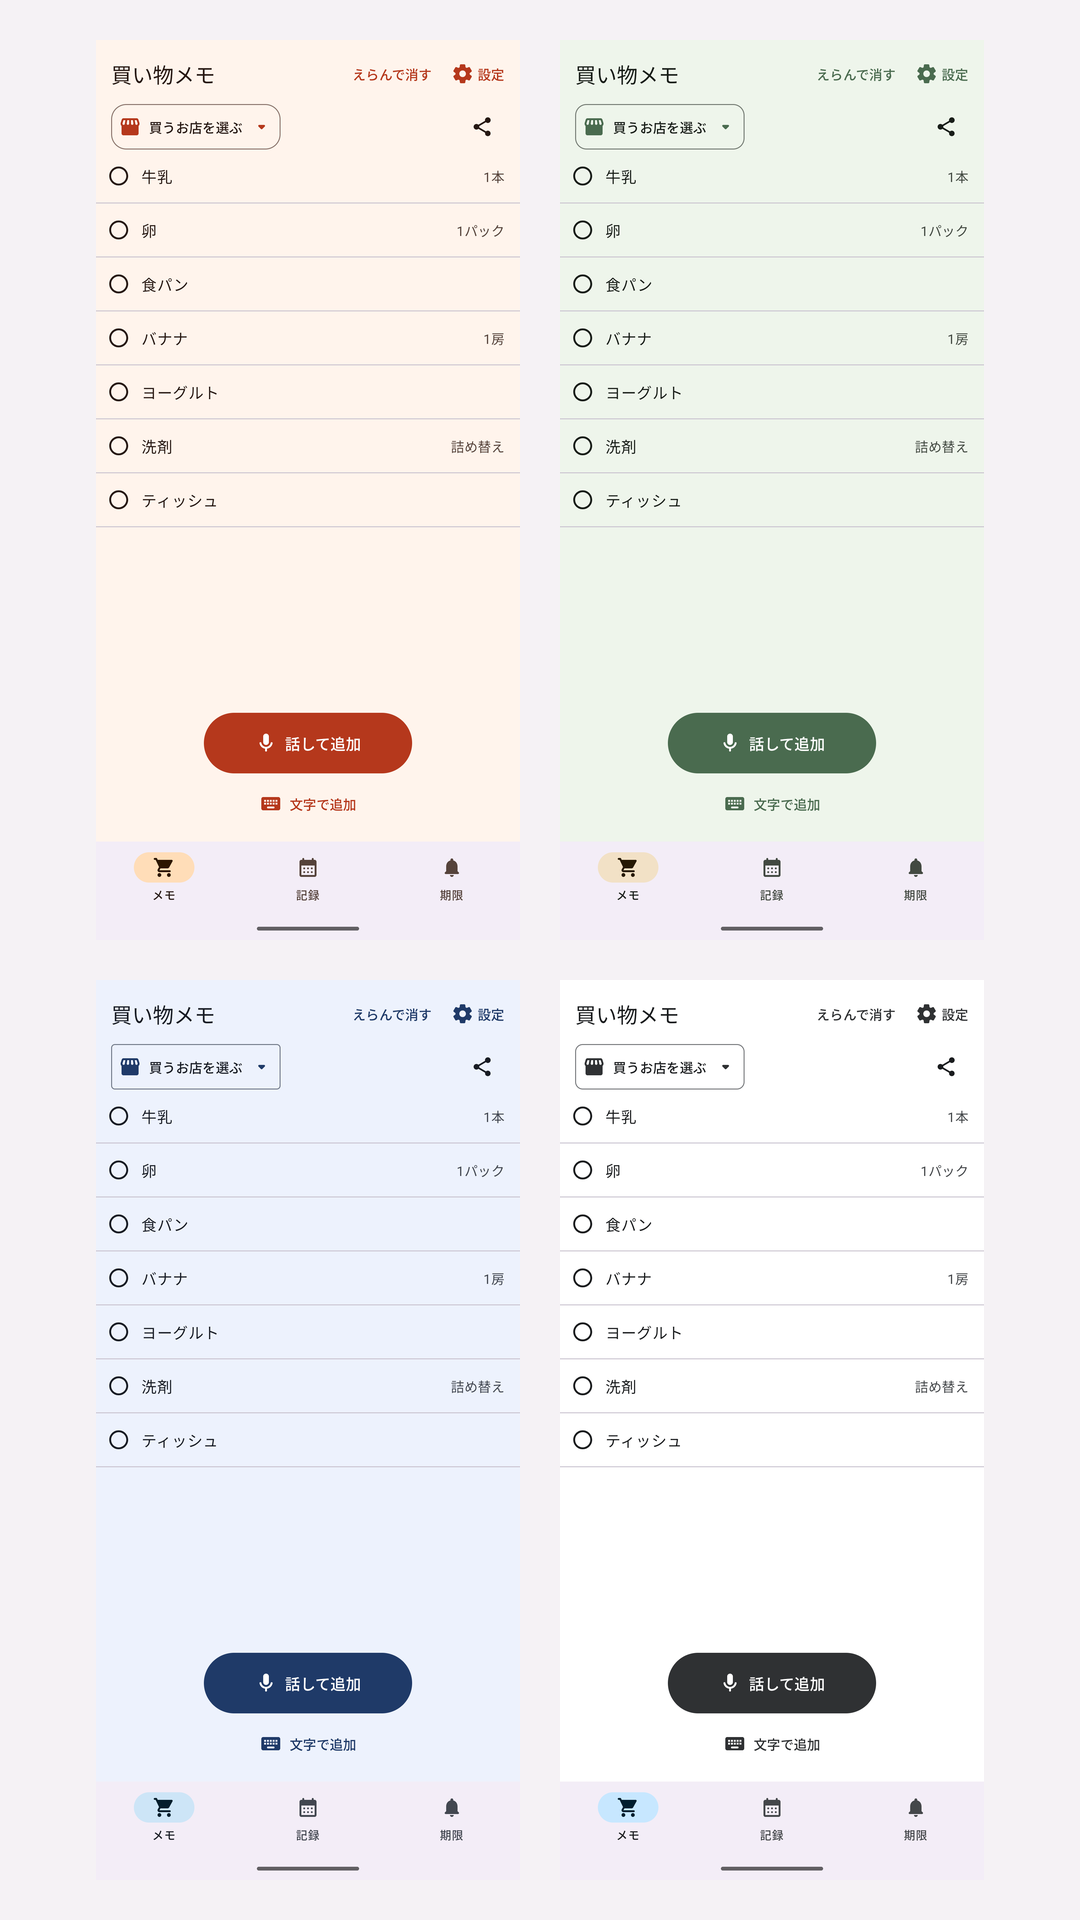 買い物メモ えらんで消す 設定
買うお店を選ぶ
牛乳 1本
卵 1パック
食パン
バナナ 1房
ヨーグルト
洗剤 詰め替え
ティッシュ
話して追加
文字で追加
メモ 記録 期限
買い物メモ えらんで消す 設定
買うお店を選ぶ
牛乳 1本
卵 1パック
食パン
バナナ 1房
ヨーグルト
洗剤 詰め替え
ティッシュ
話して追加
文字で追加
メモ 記録 期限
買い物メモ えらんで消す 設定
買うお店を選ぶ
牛乳 1本
卵 1パック
食パン
バナナ 1房
ヨーグルト
洗剤 詰め替え
ティッシュ
話して追加
文字で追加
メモ 記録 期限
買い物メモ えらんで消す 設定
買うお店を選ぶ
牛乳 1本
卵 1パック
食パン
バナナ 1房
ヨーグルト
洗剤 詰め替え
ティッシュ
話して追加
文字で追加
メモ 記録 期限